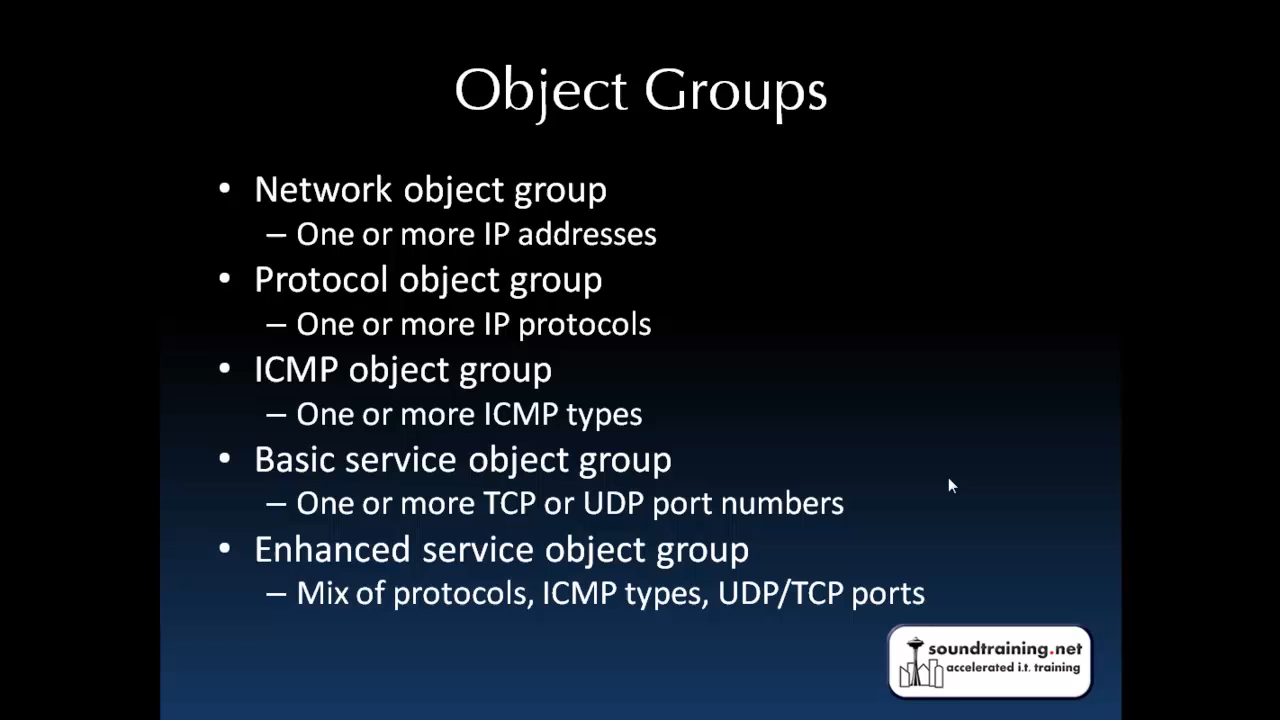 Object Groups
• Network object group
– One or more IP addresses
• Protocol object group
– One or more IP protocols
• ICMP object group
– One or more ICMP types
• Basic service object group
– One or more TCP or UDP port numbers
• Enhanced service object group
– Mix of protocols, ICMP types, UDP/TCP ports
soundtraining.net
accelerated i.t. training